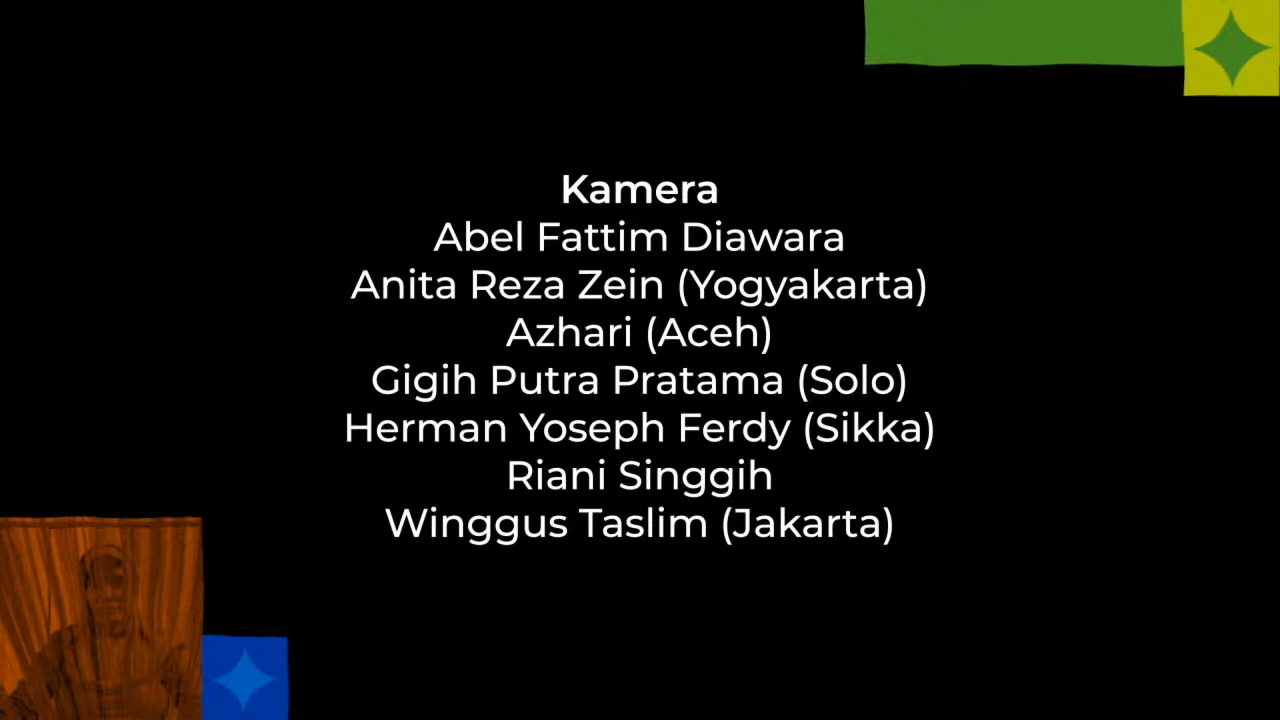 Kamera
Abel Fattim Diawara
Anita Reza Zein (Yogyakarta)
Azhari (Aceh)
Gigih Putra Pratama (Solo)
Herman Yoseph Ferdy (Sikka)
Riani Singgih
Winggus Taslim (Jakarta)